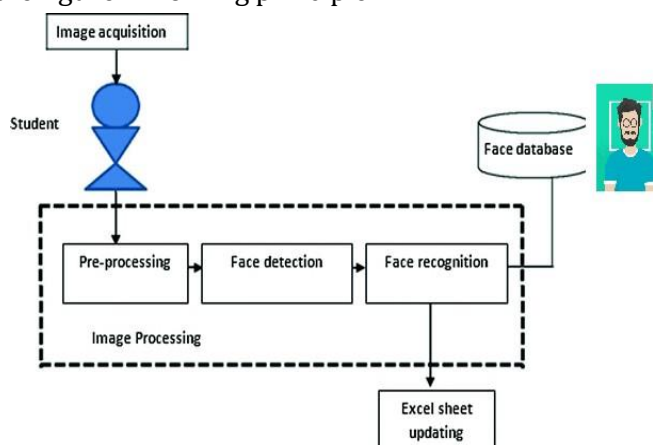 Image acquisition
Student
Face database
Pre-processing
Face detection
Face recognition
Image Processing
Excel sheet
updating